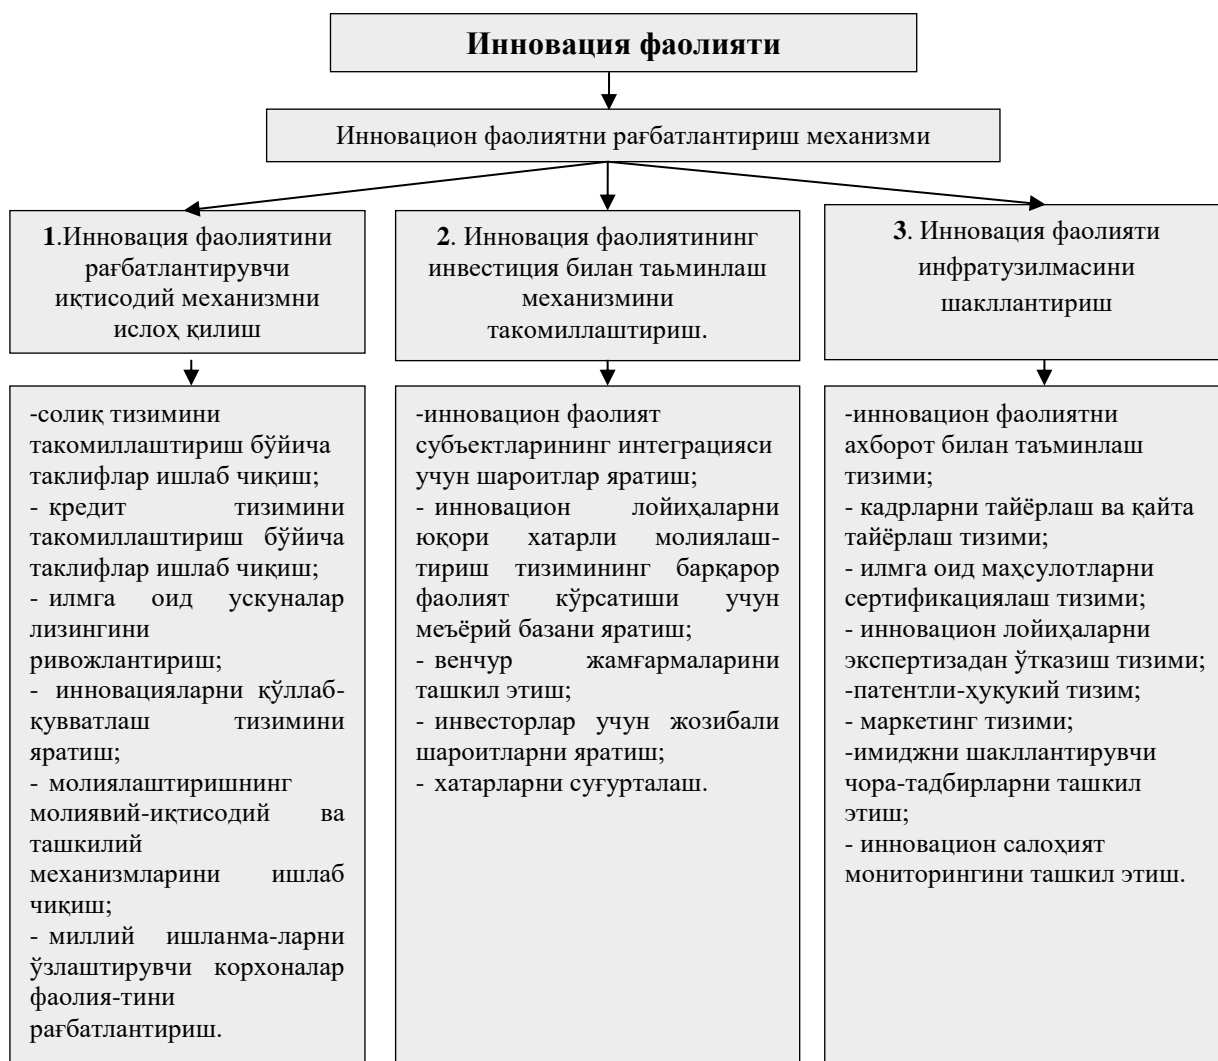 Инновация фаолияти
Инновацион фаолиятни рағбатлантириш механизми
1.Инновация фаолиятини
рағбатлантирувчи
иқтисодий механизмни
ислоҳ қилиш
2. Инновация фаолиятининг
инвестиция билан таьминлаш
механизмини
такомиллаштириш.
3. Инновация фаолияти
инфратузилмасини
шакллантириш
-солиқ тизимини
такомиллаштириш бўйича
таклифлар ишлаб чиқиш;
- кредит тизимини
такомиллаштириш бўйича
таклифлар ишлаб чиқиш;
- илмга оид ускуналар
лизингини
ривожлантириш;
- инновацияларни қўллаб-
қувватлаш тизимини
яратиш;
- молиялаштиришнинг
молиявий-иқтисодий ва
ташкилий
механизмларини ишлаб
чиқиш;
- миллий ишланма-ларни
ўзлаштирувчи корхоналар
фаолия-тини
рағбатлантириш.
-инновацион фаолият
субъектларининг интеграцияси
учун шароитлар яратиш;
- инновацион лойиҳаларни
юқори хатарли молиялаш-
тириш тизимининг барқарор
фаолият кўрсатиши учун
меъёрий базани яратиш;
- венчур жамғармаларини
ташкил этиш;
- инвесторлар учун жозибали
шароитларни яратиш;
- хатарларни суғурталаш.
-инновацион фаолиятни
ахборот билан таъминлаш
тизими;
- кадрларни тайёрлаш ва қайта
тайёрлаш тизими;
- илмга оид маҳсулотларни
сертификациялаш тизими;
- инновацион лойиҳаларни
экспертизадан ўтказиш тизими;
-патентли-ҳуқукий тизим;
- маркетинг тизими;
-имиджни шакллантирувчи
чора-тадбирларни ташкил
этиш;
- инновацион салоҳият
мониторингини ташкил этиш.